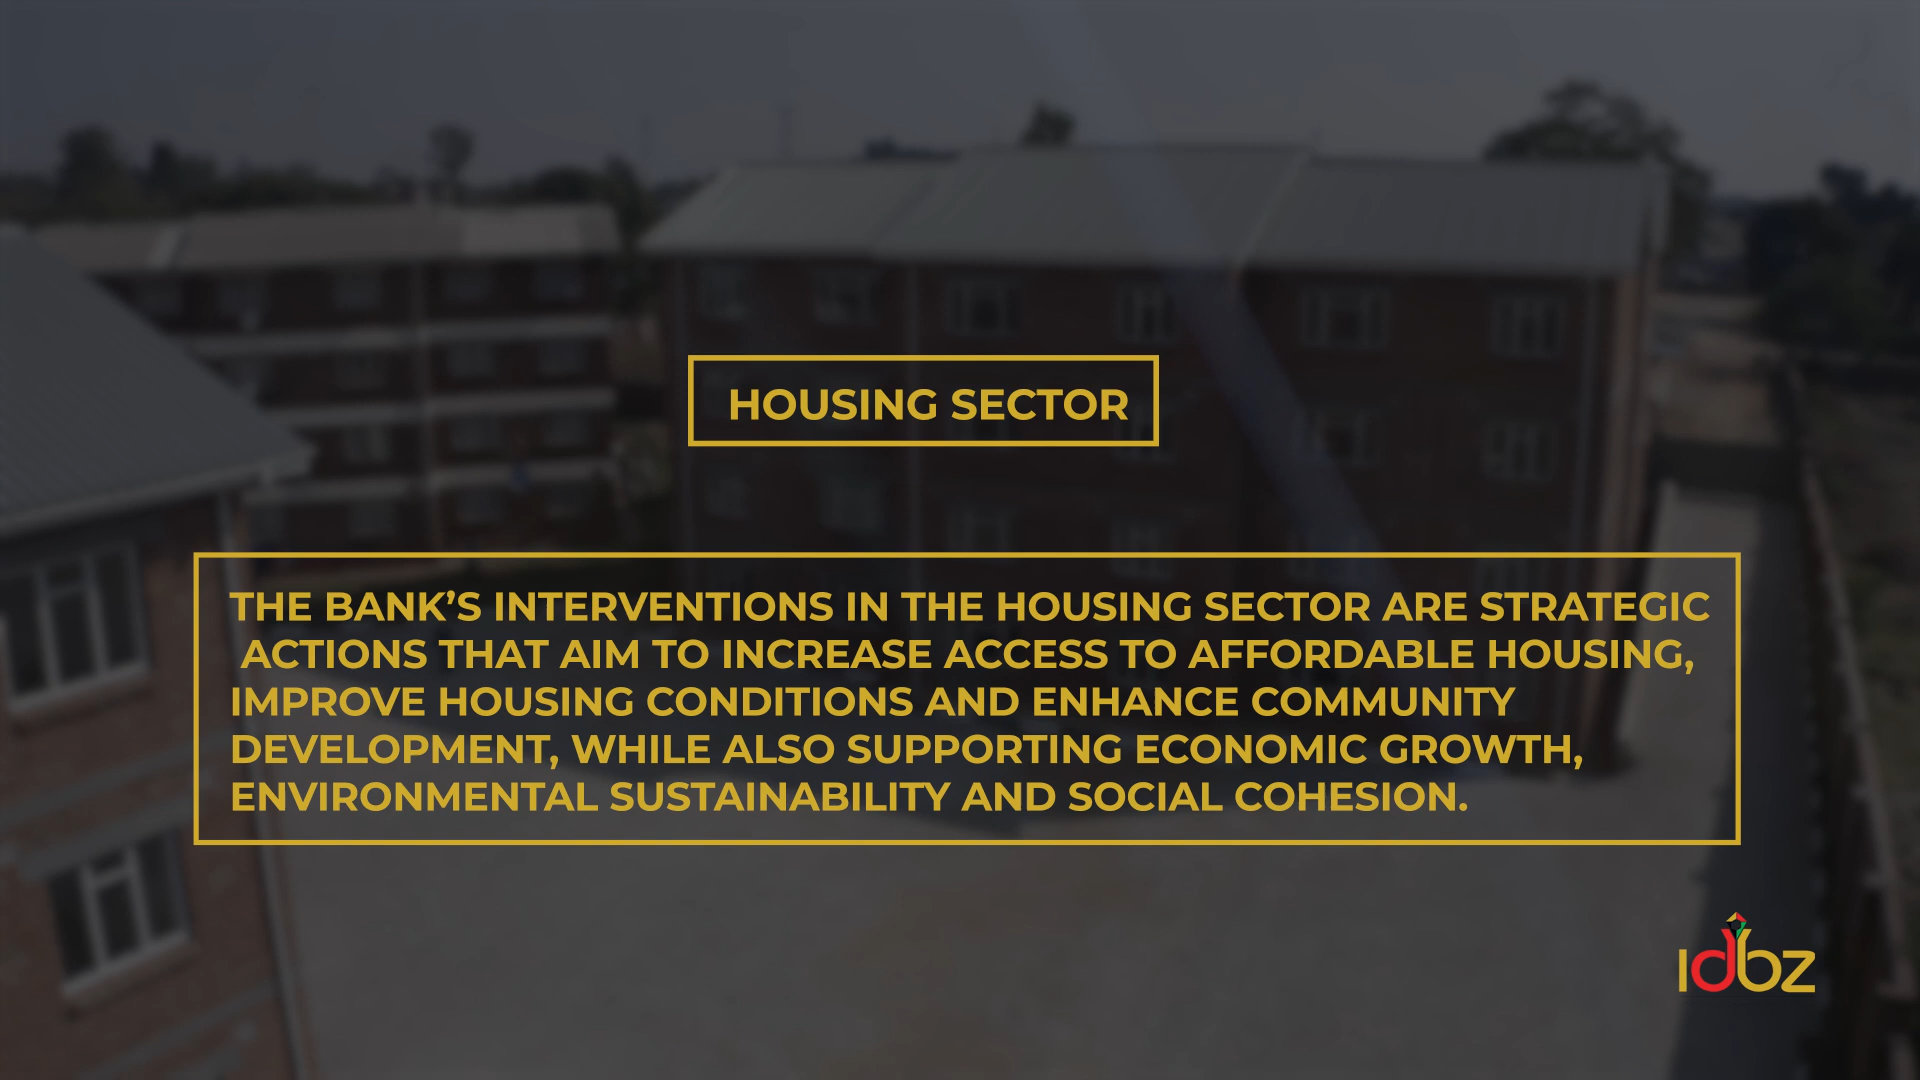 HOUSING SECTOR
THE BANK’S INTERVENTIONS IN THE HOUSING SECTOR ARE STRATEGIC
ACTIONS THAT AIM TO INCREASE ACCESS TO AFFORDABLE HOUSING,
IMPROVE HOUSING CONDITIONS AND ENHANCE COMMUNITY
DEVELOPMENT, WHILE ALSO SUPPORTING ECONOMIC GROWTH,
ENVIRONMENTAL SUSTAINABILITY AND SOCIAL COHESION.
idbz